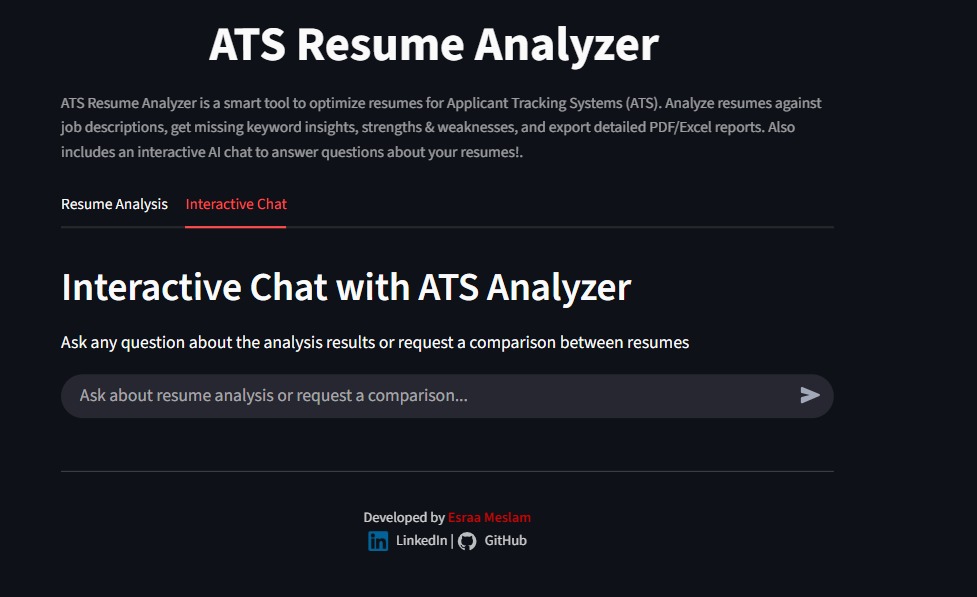 ATS Resume Analyzer
ATS Resume Analyzer is a smart tool to optimize resumes for Applicant Tracking Systems (ATS). Analyze resumes against
job descriptions, get missing keyword insights, strengths & weaknesses, and export detailed PDF/Excel reports. Also
includes an interactive AI chat to answer questions about your resumes!.
Resume Analysis Interactive Chat
Interactive Chat with ATS Analyzer
Ask any question about the analysis results or request a comparison between resumes
Ask about resume analysis or request a comparison...
Developed by Esraa Meslam
in LinkedIn | GitHub